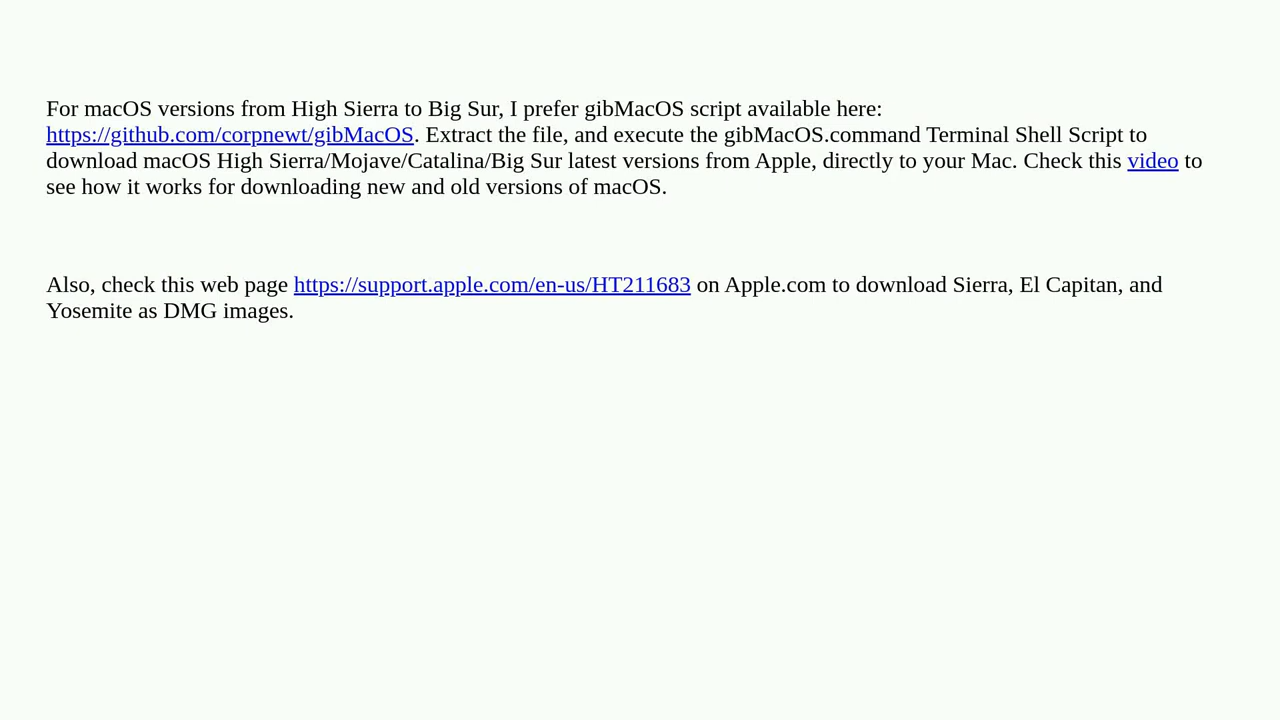 For macOS versions from High Sierra to Big Sur, I prefer gibMacOS script available here:
https://github.com/corpnewt/gibMacOS. Extract the file, and execute the gibMacOS.command Terminal Shell Script to
download macOS High Sierra/Mojave/Catalina/Big Sur latest versions from Apple, directly to your Mac. Check this video to
see how it works for downloading new and old versions of macOS.
Also, check this web page https://support.apple.com/en-us/HT211683 on Apple.com to download Sierra, El Capitan, and
Yosemite as DMG images.